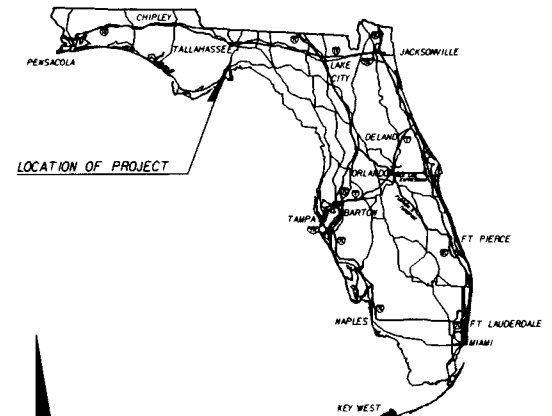 CHIPLEY
TALLAHASSEE
PENSACOLA
JACKSONVILLE
LAKE
CITY
DELAND
LOCATION OF PROJECT
ORLANDO
TAMPA
BARTOW
FT PIERCE
NAPLES
FT LAUDERDALE
MIAMI
KEY WEST